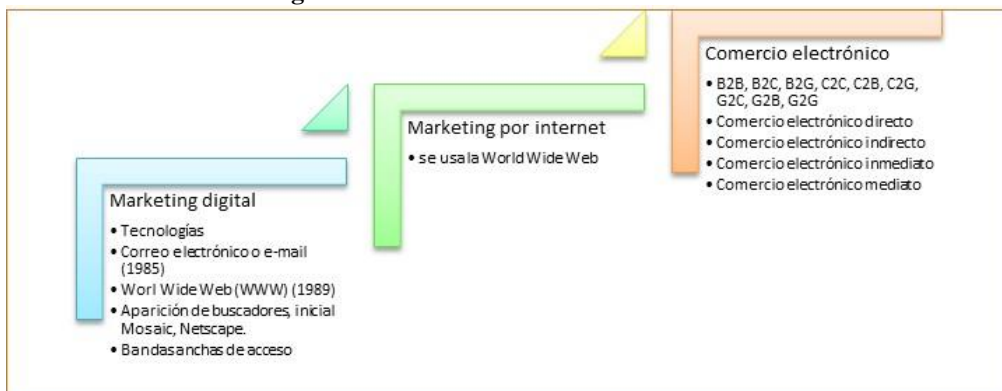 Marketing digital
• Tecnologías
• Correo electrónico o e-mail
(1985)
• Worl Wide Web (WWW) (1989)
• Aparición de buscadores, inicial
Mosaic, Netscape.
• Bandas anchas de acceso
Marketing por internet
• se usa la World Wide Web
Comercio electrónico
• B2B, B2C, B2G, C2C, C2B, C2G,
G2C, G2B, G2G
• Comercio electrónico directo
• Comercio electrónico indirecto
• Comercio electrónico inmediato
• Comercio electrónico mediato